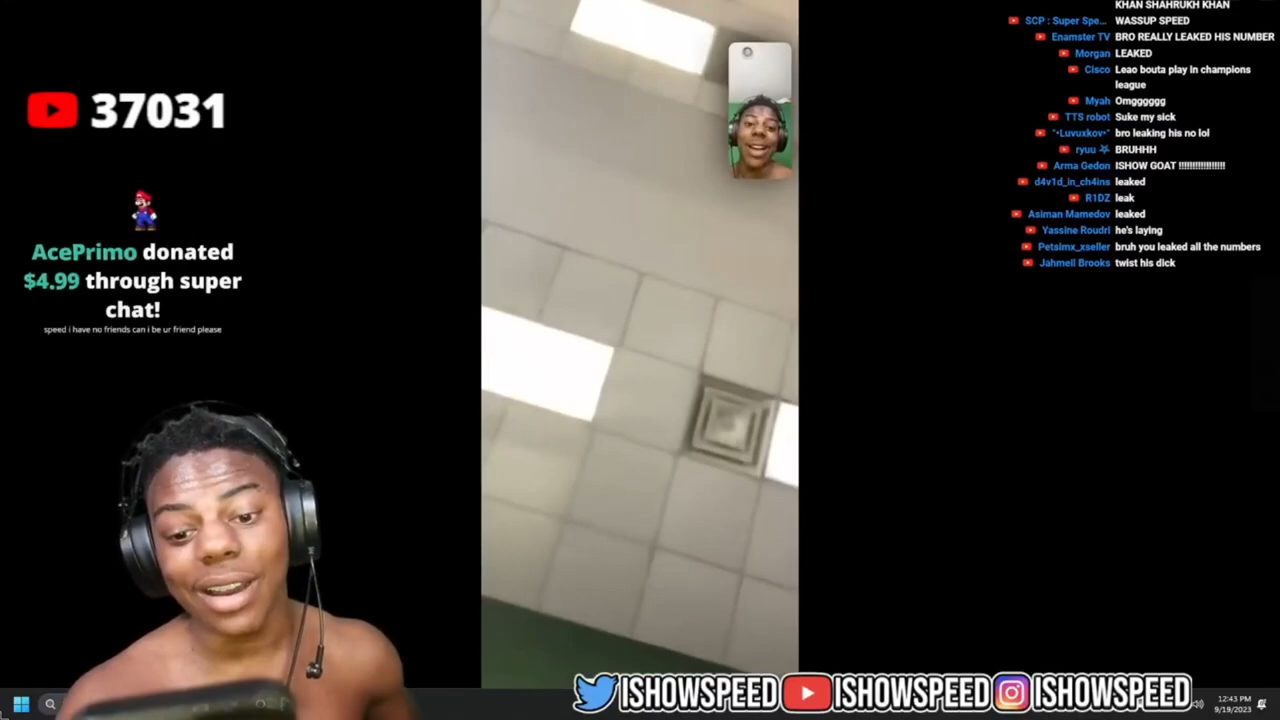 37031
AcePrimo donated
$4.99 through super
chat!
speed i have no friends can i be ur friend please
KHAN SHAHRUKH KHAN
SCP : Super Spe... WASSUP SPEED
Enamster TV BRO REALLY LEAKED HIS NUMBER
Morgan LEAKED
Cisco Leao bouta play in champions
league
Myah Omgggggg
TTS robot Suke my sick
°•Luvuxkov•° bro leaking his no lol
ryuu BRUHHH
Arma Gedon ISHOW GOAT !!!!!!!!!!!!!!!!!
d4v1d_in_ch4ins leaked
R1DZ leak
Asiman Mamedov leaked
Yassine Roudri he's laying
Petsimx_xseller bruh you leaked all the numbers
Jahmell Brooks twist his dick
ISHOWSPEED ISHOWSPEED ISHOWSPEED
12:43 PM
9/19/2023